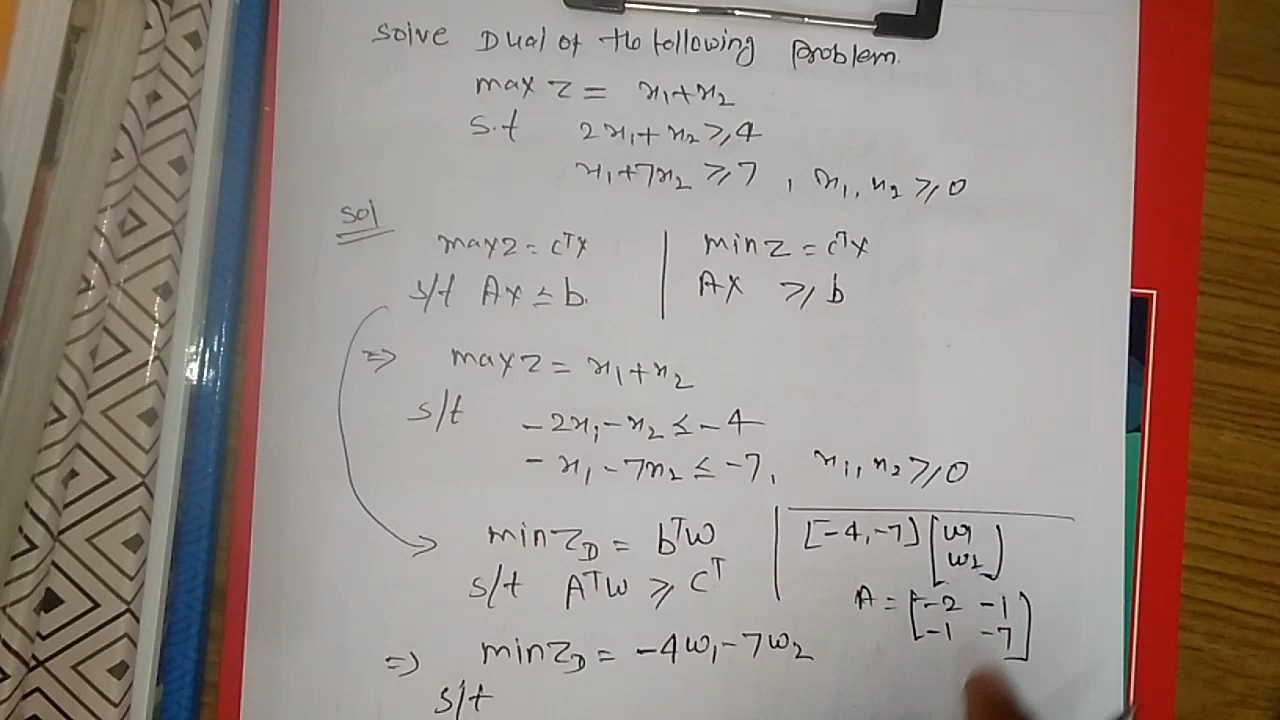 Solve Dual of the following Problem.
max Z = x₁+x₂
S.t 2x₁+x₂ ≥ 4
x₁+7x₂ ≥ 7 , x₁, x₂ ≥ 0
Sol
max Z = cᵀx | min Z = cᵀx
s/t Ax ≤ b. | Ax ≥ b
=> max Z = x₁+x₂
s/t -2x₁-x₂ ≤ -4
-x₁-7x₂ ≤ -7, x₁, x₂ ≥ 0
min Z_D = bᵀw | [-4,-7] [w₁ w₂]
s/t Aᵀw ≥ Cᵀ
A = [-2 -1
-1 -7]
=> min Z_D = -4w₁-7w₂
s/t